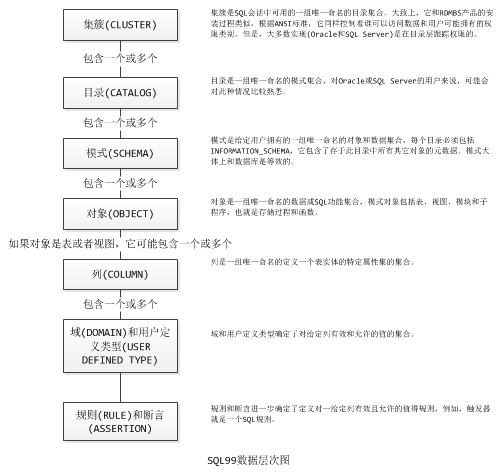 集簇(CLUSTER)
集簇是SQL会话中可用的一组唯一命名的目录集合。大致上，它和RDMBS产品的安
装过程类似，根据ANSI标准，它同样控制着谁可以访问数据和用户可能拥有的权
限类别。但是，大多数实现(Oracle和SQL Server)是在目录层跟踪权限的。
包含一个或多个
目录(CATALOG)
目录是一组唯一命名的模式集合，对Oracle或SQL Server的用户来说，可能会
对此种情况比较熟悉。
包含一个或多个
模式(SCHEMA)
模式是给定用户拥有的一组唯一命名的对象和数据集合，每个目录必须包括
INFORMATION_SCHEMA，它包含了存于此目录中所有其它对象的元数据。模式大
体上和数据库是等效的。
包含一个或多个
对象(OBJECT)
对象是一组唯一命名的数据或SQL功能集合，模式对象包括表、视图、模块和子
程序，也就是存储过程和函数。
如果对象是表或者视图，它可能包含一个或多个
列(COLUMN)
列是一组唯一命名的定义一个表实体的特定属性集的集合。
包含一个或多个
域(DOMAIN)和用户定
义类型(USER
DEFINED TYPE)
域和用户定义类型确定了对给定列有效和允许的值的集合。
规则(RULE)和断言
(ASSERTION)
规则和断言进一步确定了定义对一给定列有效且允许的值得规则，例如，触发器
就是一个SQL规则。
SQL99数据层次图